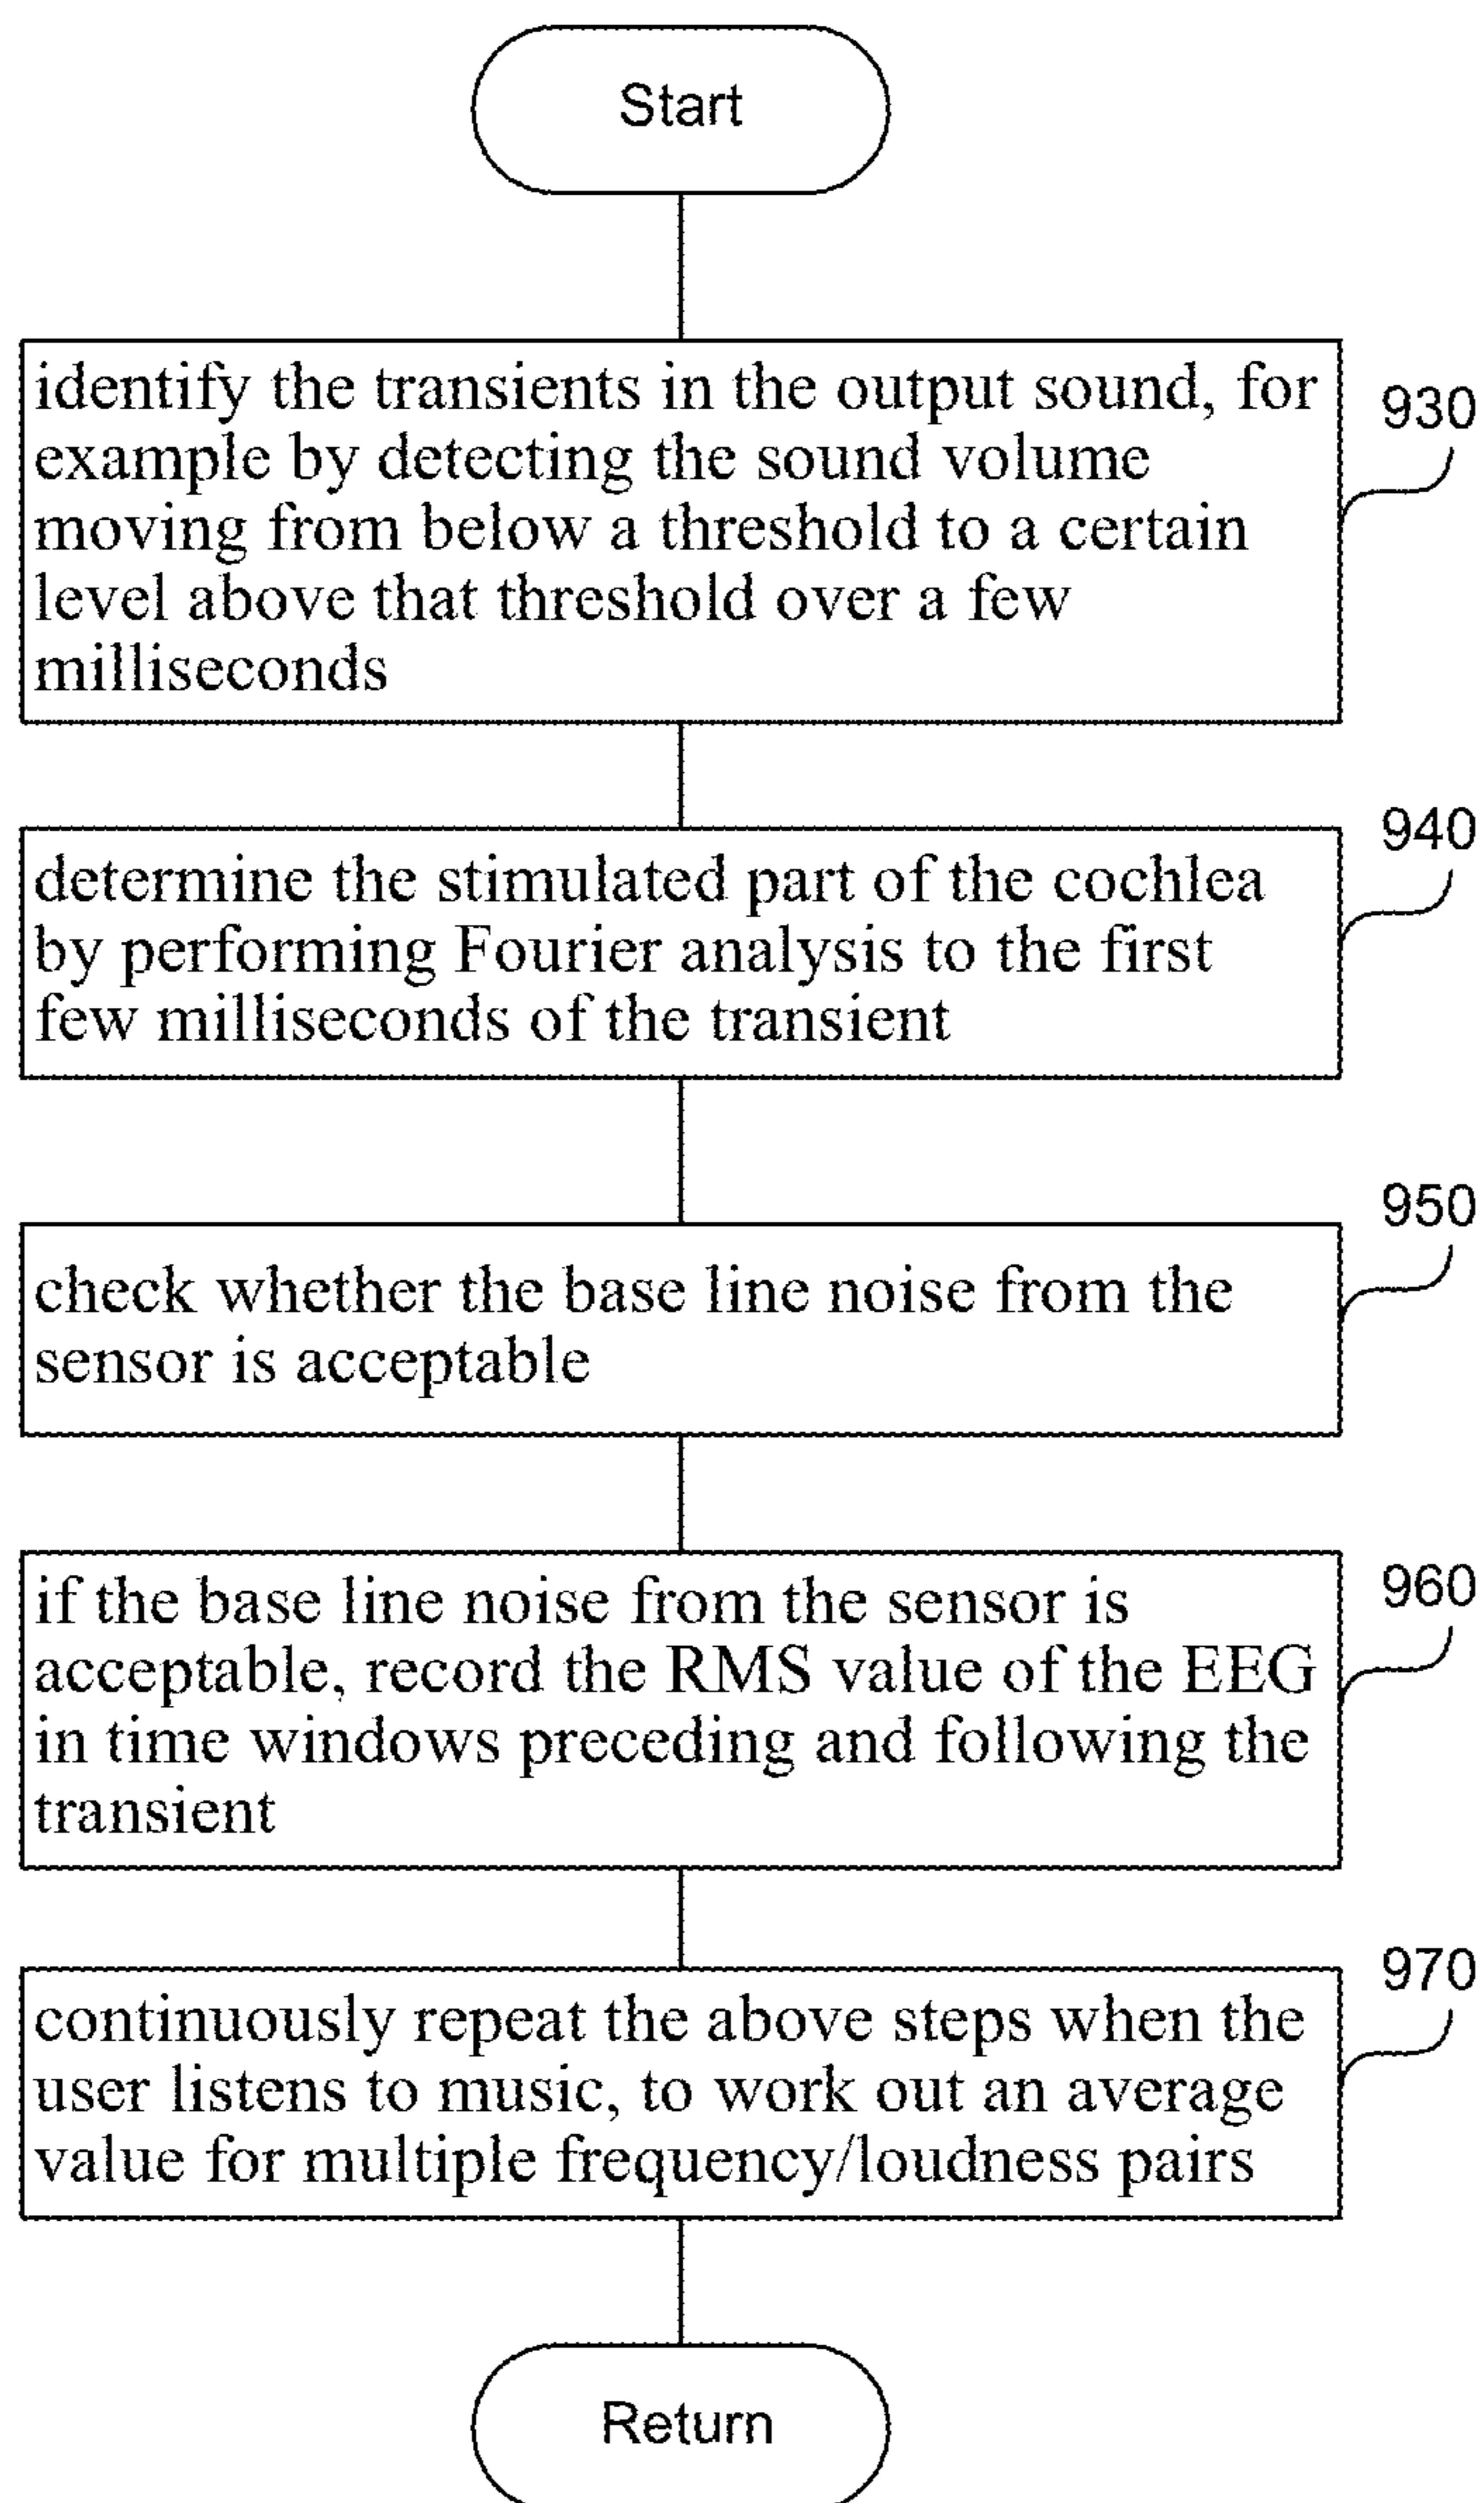 Start
identify the transients in the output sound, for
example by detecting the sound volume
moving from below a threshold to a certain
level above that threshold over a few
milliseconds
930
determine the stimulated part of the cochlea
by performing Fourier analysis to the first
few milliseconds of the transient
940
check whether the base line noise from the
sensor is acceptable
950
if the base line noise from the sensor is
acceptable, record the RMS value of the EEG
in time windows preceding and following the
transient
960
continuously repeat the above steps when the
user listens to music, to work out an average
value for multiple frequency/loudness pairs
970
Return